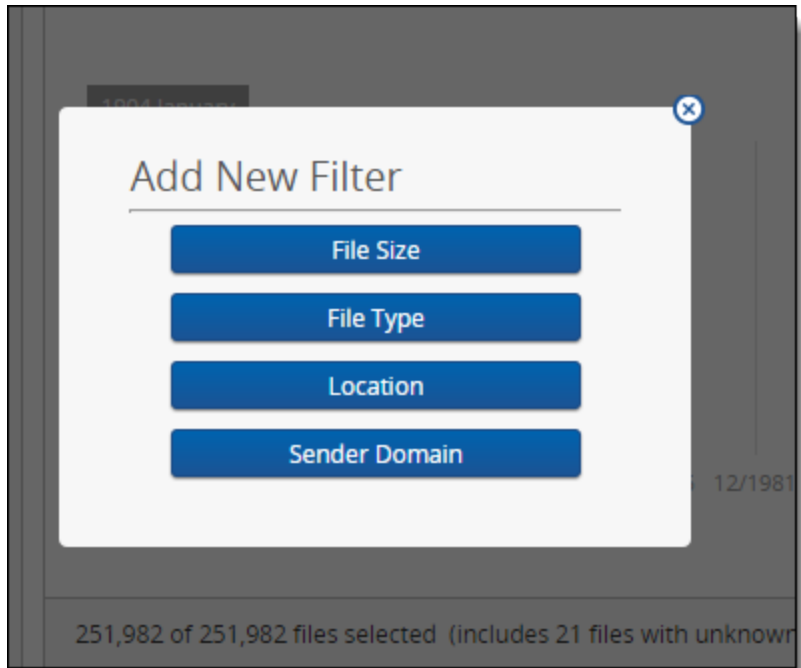 Add New Filter
File Size
File Type
Location
Sender Domain
12/1981
251,982 of 251,982 files selected (includes 21 files with unknown